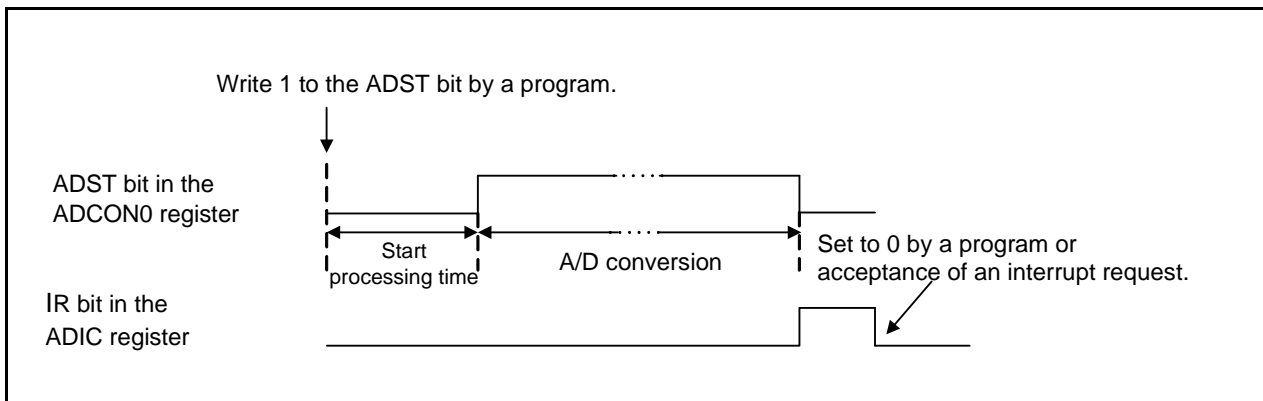 Write 1 to the ADST bit by a program.
ADST bit in the
ADCON0 register
Start
processing time
A/D conversion
Set to 0 by a program or
acceptance of an interrupt request.
IR bit in the
ADIC register